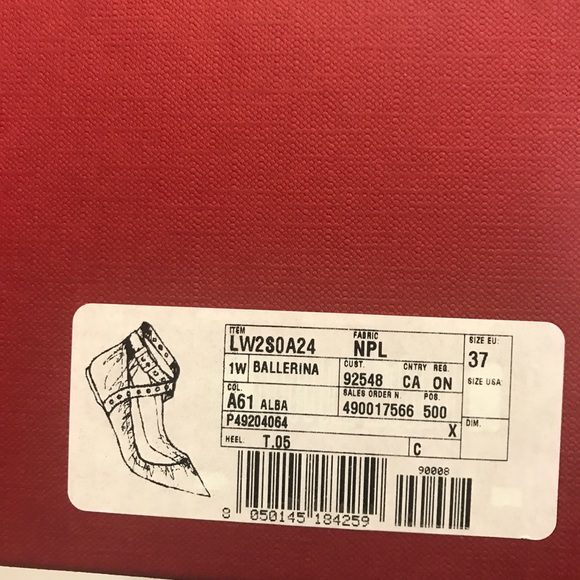 ITEM FABRIC SIZE EU:
LW2S0A24 NPL 37
1W BALLERINA CUST. CNTRY REG.
92548 CA ON SIZE USA
COL. SALES ORDER N. POS.
A61 ALBA 490017566 500
P49204064 X DIM.
HEEL T.05 C
90008
8 050145 184259